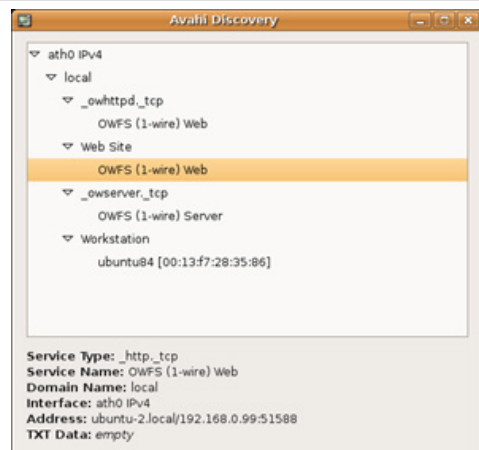 Avahi Discovery
ath0 IPv4
local
_owhttpd._tcp
OWFS (1-wire) Web
Web Site
OWFS (1-wire) Web
_owserver._tcp
OWFS (1-wire) Server
Workstation
ubuntu84 [00:13:f7:28:35:86]
Service Type: _http._tcp
Service Name: OWFS (1-wire) Web
Domain Name: local
Interface: ath0 IPv4
Address: ubuntu-2.local/192.168.0.99:51588
TXT Data: empty